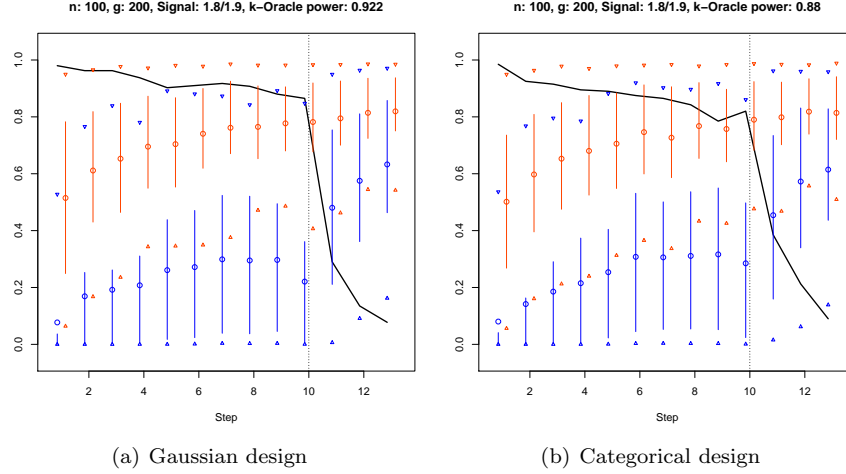 n: 100, g: 200, Signal: 1.8/1.9, k−Oracle power: 0.922
1.0
0.8
0.6
0.4
0.2
0.0
2 4 6 8 10 12
Step
(a) Gaussian design
n: 100, g: 200, Signal: 1.8/1.9, k−Oracle power: 0.88
1.0
0.8
0.6
0.4
0.2
0.0
2 4 6 8 10 12
Step
(b) Categorical design